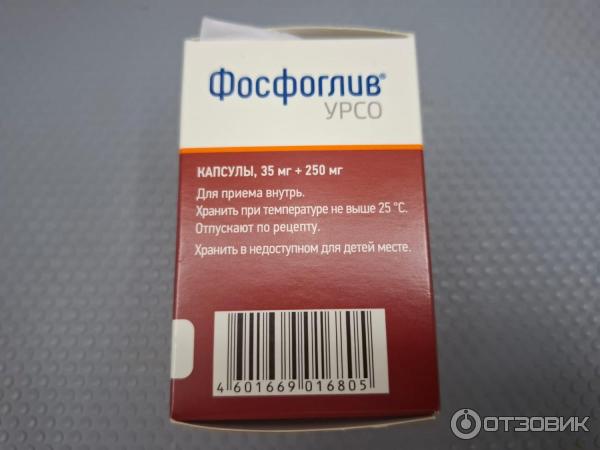 Фосфоглив®
УРСО
КАПСУЛЫ, 35 мг + 250 мг
Для приема внутрь.
Хранить при температуре не выше 25 °С.
Отпускают по рецепту.
Хранить в недоступном для детей месте.
4 601669 016805
ОТЗОВИК